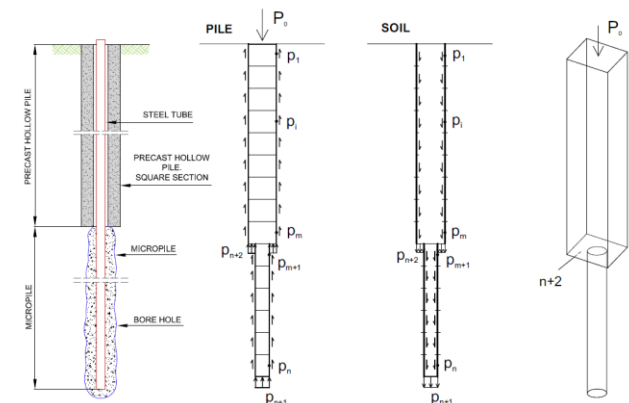 PRECAST HOLLOW PILE
MICROPILE
STEEL TUBE
PRECAST HOLLOW
PILE.
SQUARE SECTION
MICROPILE
BORE HOLE
PILE
P₀
p₁
pᵢ
pₘ
pₙ₊₂
pₘ₊₁
pₙ
pₙ₊₁
SOIL
p₁
pᵢ
pₘ
pₙ₊₂
pₘ₊₁
pₙ
pₙ₊₁
P₀
n+2